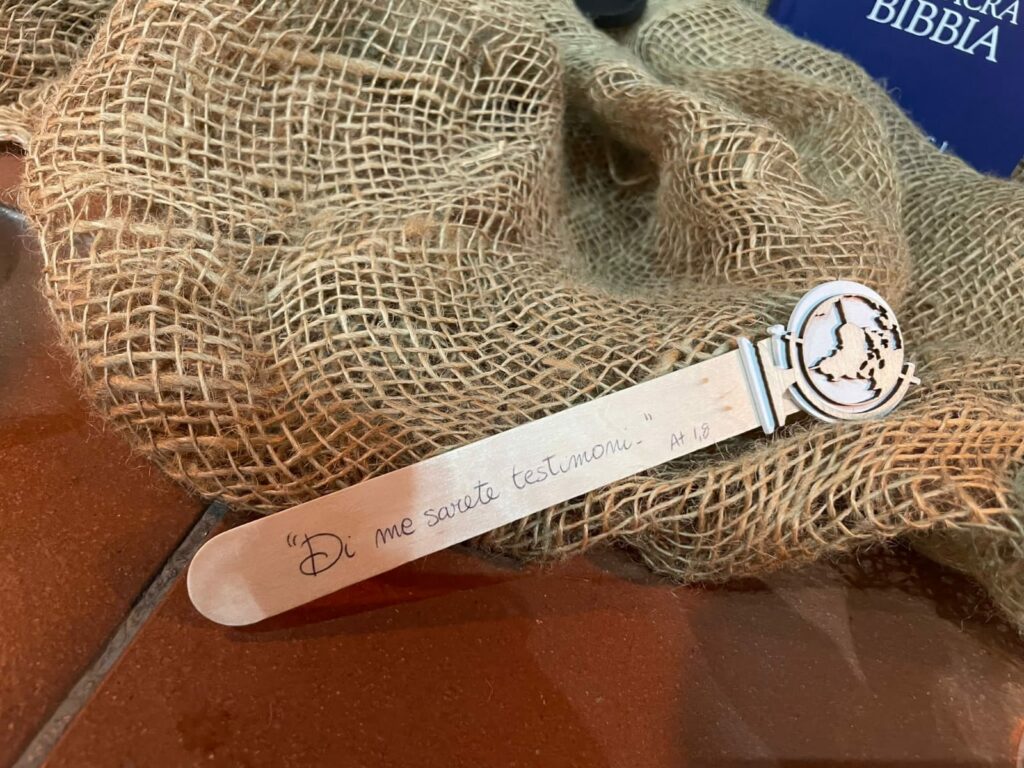 SACRA
BIBBIA
"Di me sarete testimoni." At 1,8